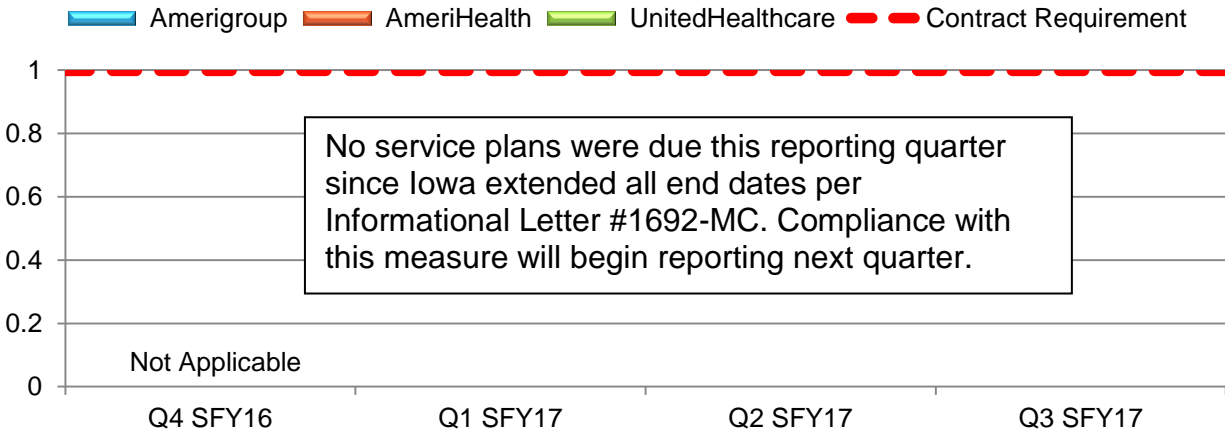 Amerigroup AmeriHealth UnitedHealthcare Contract Requirement
1
0.8
0.6
0.4
0.2
0
No service plans were due this reporting quarter
since Iowa extended all end dates per
Informational Letter #1692-MC. Compliance with
this measure will begin reporting next quarter.
Not Applicable
Q4 SFY16 Q1 SFY17 Q2 SFY17 Q3 SFY17